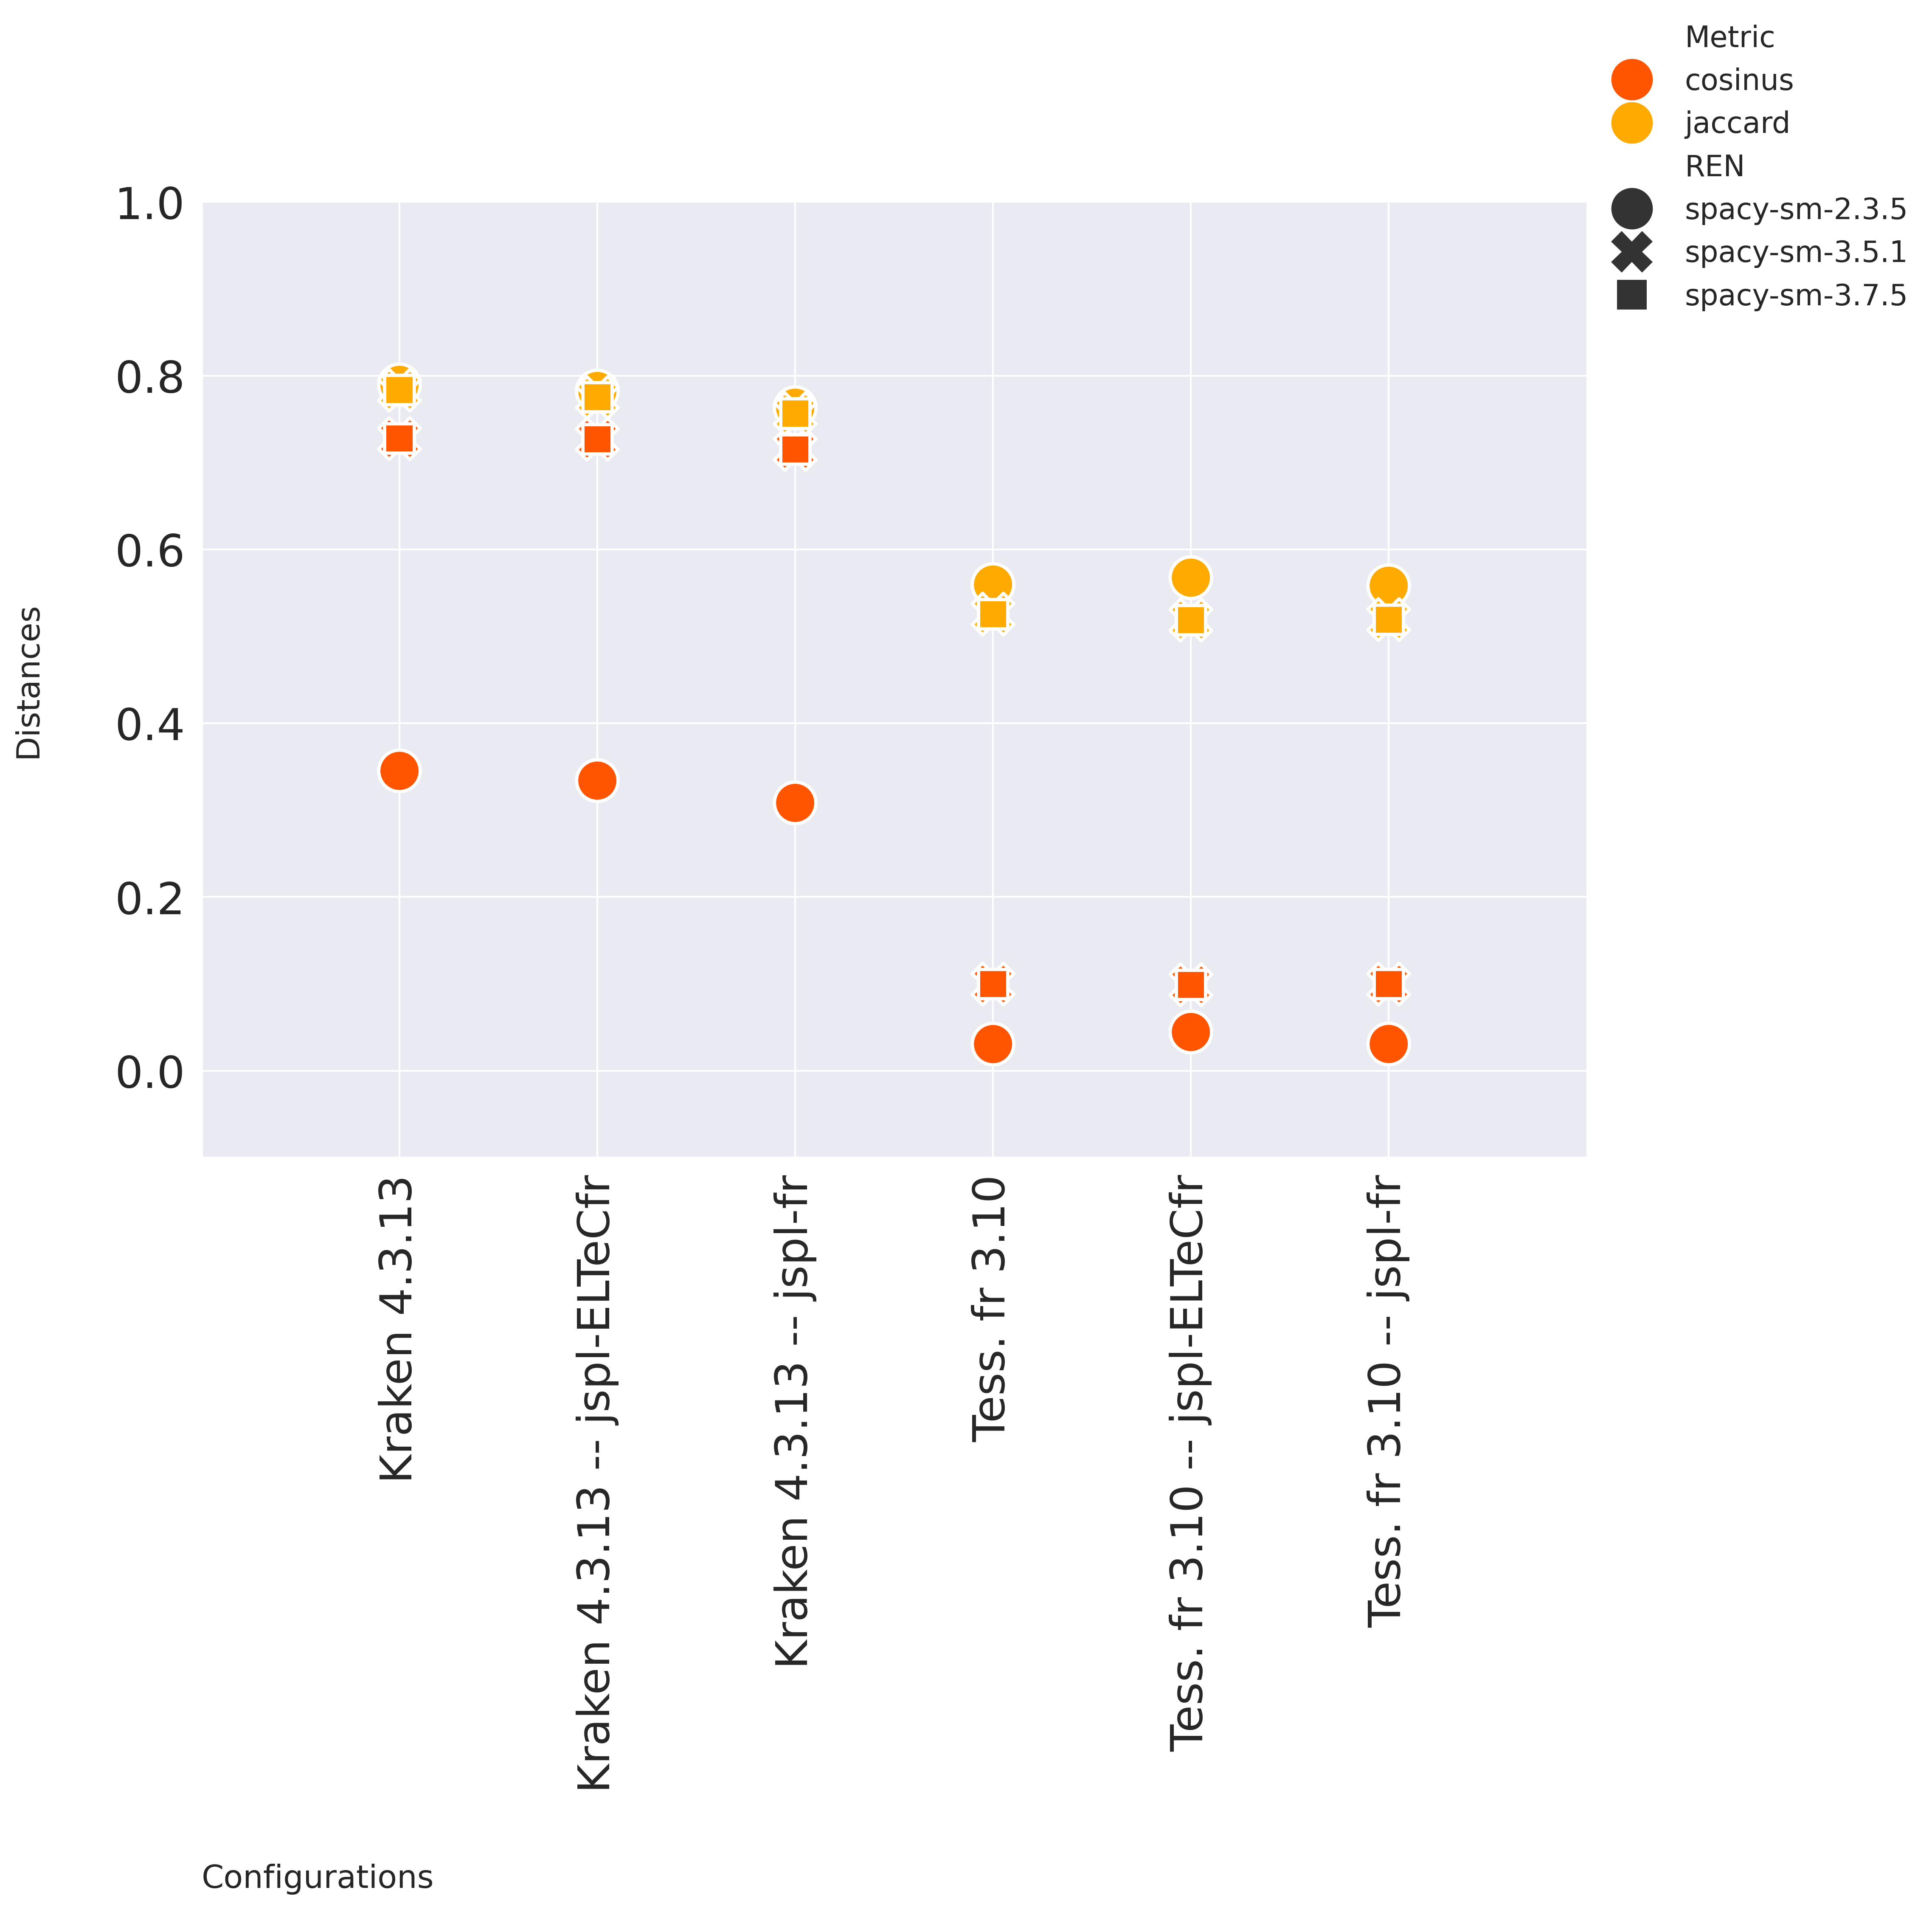 Metric
cosinus
jaccard
REN
spacy-sm-2.3.5
spacy-sm-3.5.1
spacy-sm-3.7.5
1.0
0.8
0.6
0.4
0.2
0.0
Distances
Kraken 4.3.13
Kraken 4.3.13 -- jspl-ELTeCfr
Kraken 4.3.13 -- jspl-fr
Tess. fr 3.10
Tess. fr 3.10 -- jspl-ELTeCfr
Tess. fr 3.10 -- jspl-fr
Configurations